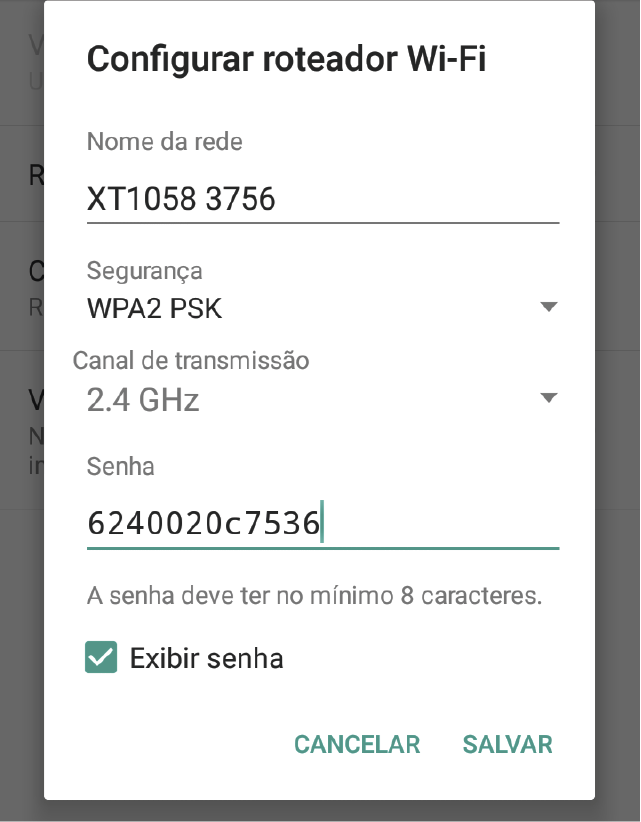 Configurar roteador Wi-Fi
Nome da rede
XT1058 3756
Segurança
WPA2 PSK
Canal de transmissão
2.4 GHz
Senha
6240020c7536
A senha deve ter no mínimo 8 caracteres.
Exibir senha
CANCELAR SALVAR